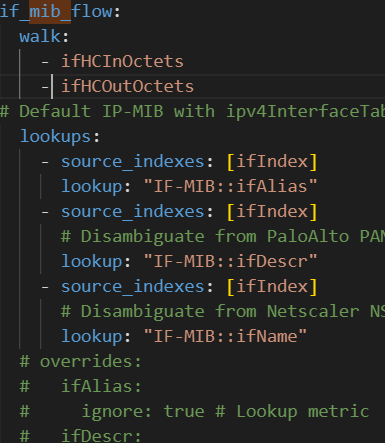 if_mib_flow:
walk:
- ifHCInOctets
- ifHCOutOctets
# Default IP-MIB with ipv4InterfaceTab
lookups:
- source_indexes: [ifIndex]
lookup: "IF-MIB::ifAlias"
- source_indexes: [ifIndex]
# Disambiguate from PaloAlto PAN
lookup: "IF-MIB::ifDescr"
- source_indexes: [ifIndex]
# Disambiguate from Netscaler NS
lookup: "IF-MIB::ifName"
# overrides:
#   ifAlias:
#     ignore: true # Lookup metric
#   ifDescr: